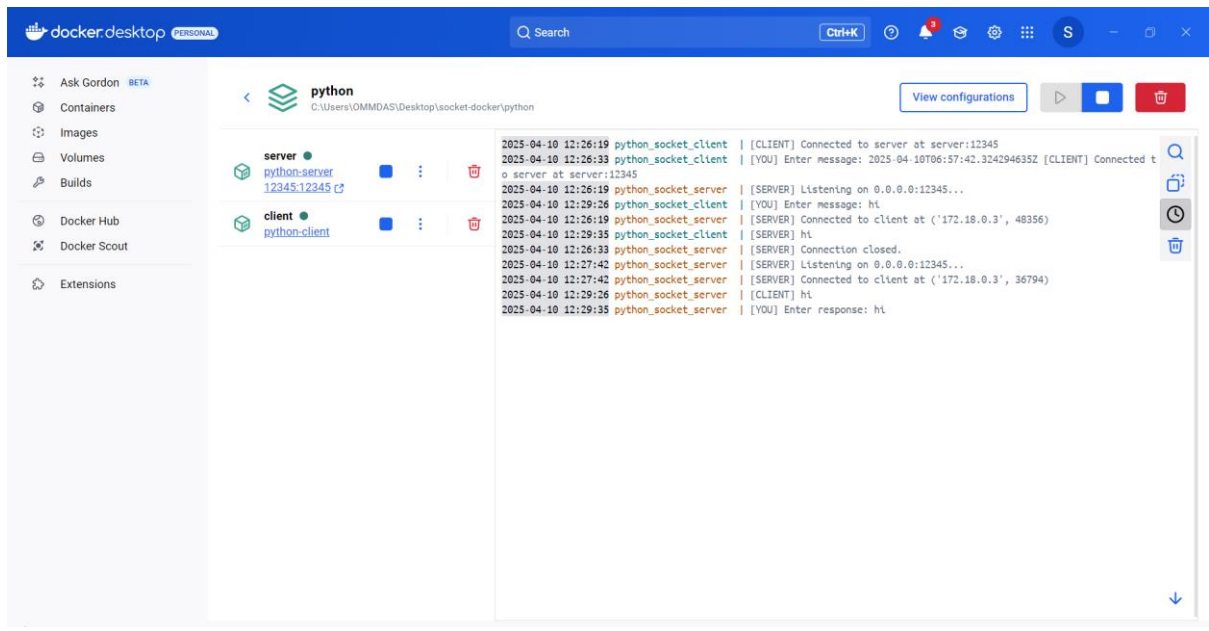 docker.desktop PERSONAL
Search
Ctrl+K
3
S
Ask Gordon BETA
Containers
Images
Volumes
Builds
Docker Hub
Docker Scout
Extensions
python
C:\Users\OMMDAS\Desktop\socket-docker\python
View configurations
server
python-server
12345:12345
client
python-client
2025-04-10 12:26:19 python_socket_client | [CLIENT] Connected to server at server:12345
2025-04-10 12:26:33 python_socket_client | [YOU] Enter message: 2025-04-10T06:57:42.324294635Z [CLIENT] Connected t
o server at server:12345
2025-04-10 12:26:19 python_socket_server | [SERVER] Listening on 0.0.0.0:12345...
2025-04-10 12:29:26 python_socket_client | [YOU] Enter message: hi
2025-04-10 12:26:19 python_socket_server | [SERVER] Connected to client at ('172.18.0.3', 48356)
2025-04-10 12:29:35 python_socket_client | [SERVER] hi
2025-04-10 12:26:33 python_socket_server | [SERVER] Connection closed.
2025-04-10 12:27:42 python_socket_server | [SERVER] Listening on 0.0.0.0:12345...
2025-04-10 12:27:42 python_socket_server | [SERVER] Connected to client at ('172.18.0.3', 36794)
2025-04-10 12:29:26 python_socket_server | [CLIENT] hi
2025-04-10 12:29:35 python_socket_server | [YOU] Enter response: hi